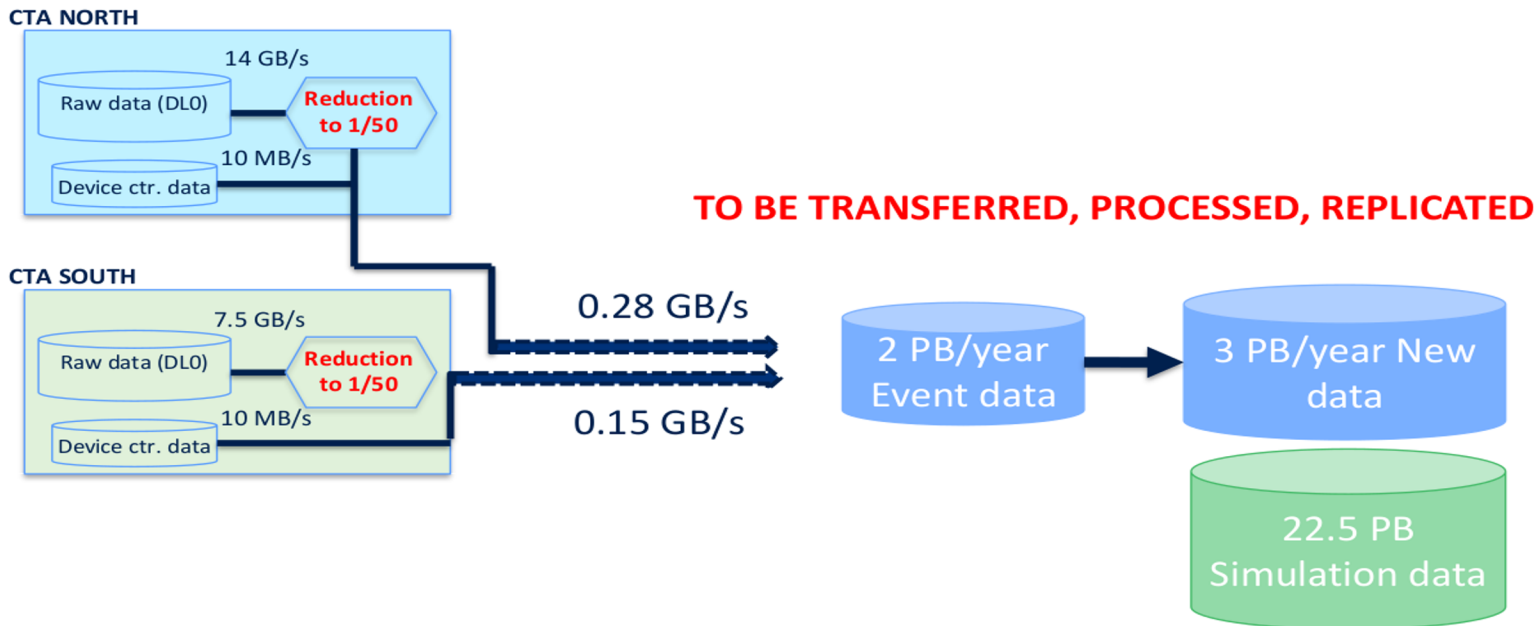 CTA NORTH
14 GB/s
Raw data (DL0)
Reduction
to 1/50
10 MB/s
Device ctr. data
TO BE TRANSFERRED, PROCESSED, REPLICATED
CTA SOUTH
7.5 GB/s
Raw data (DL0)
Reduction
to 1/50
10 MB/s
Device ctr. data
0.28 GB/s
0.15 GB/s
2 PB/year
Event data
3 PB/year New
data
22.5 PB
Simulation data